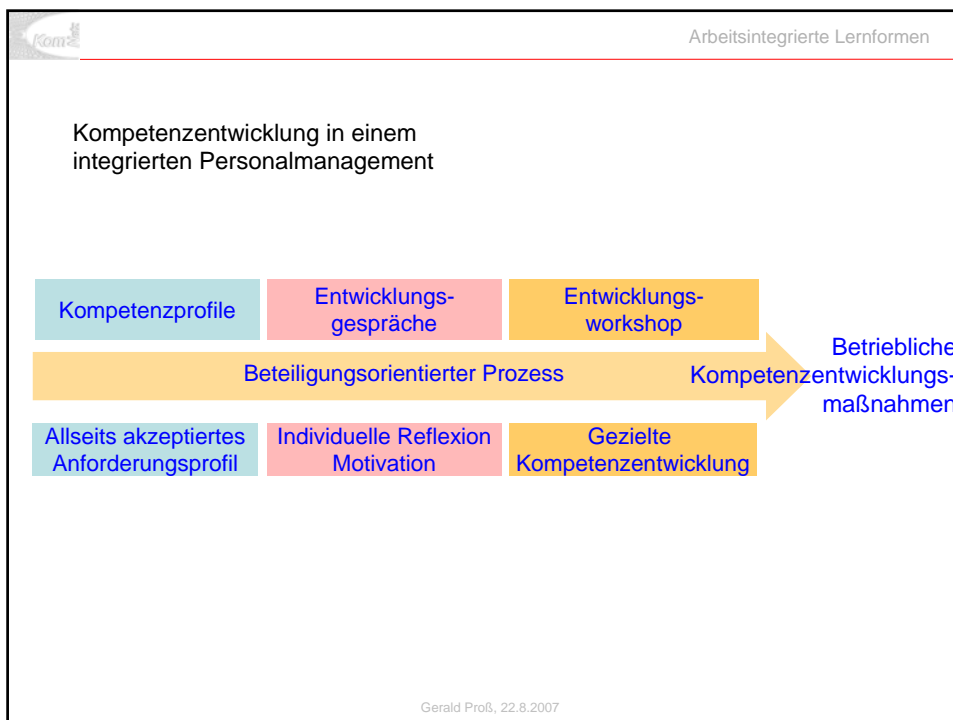 Kom
Arbeitsintegrierte Lernformen
Kompetenzentwicklung in einem
integrierten Personalmanagement
Kompetenzprofile
Entwicklungs-
gespräche
Entwicklungs-
workshop
Beteiligungsorientierter Prozess
Betriebliche
Kompetenzentwicklungs-
maßnahmen
Allseits akzeptiertes
Anforderungsprofil
Individuelle Reflexion
Motivation
Gezielte
Kompetenzentwicklung
Gerald Proß, 22.8.2007